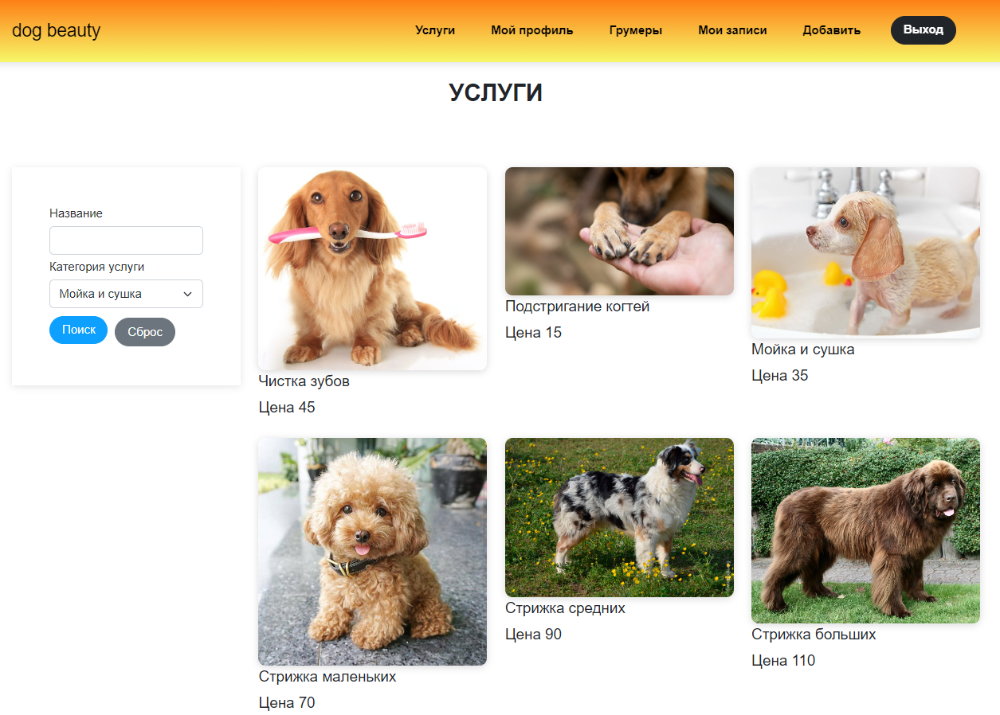 dog beauty
Услуги
Мой профиль
Грумеры
Мои записи
Добавить
Выход
УСЛУГИ
Название
Категория услуги
Мойка и сушка
Поиск
Сброс
Чистка зубов
Цена 45
Подстригание когтей
Цена 15
Мойка и сушка
Цена 35
Стрижка маленьких
Цена 70
Стрижка средних
Цена 90
Стрижка больших
Цена 110